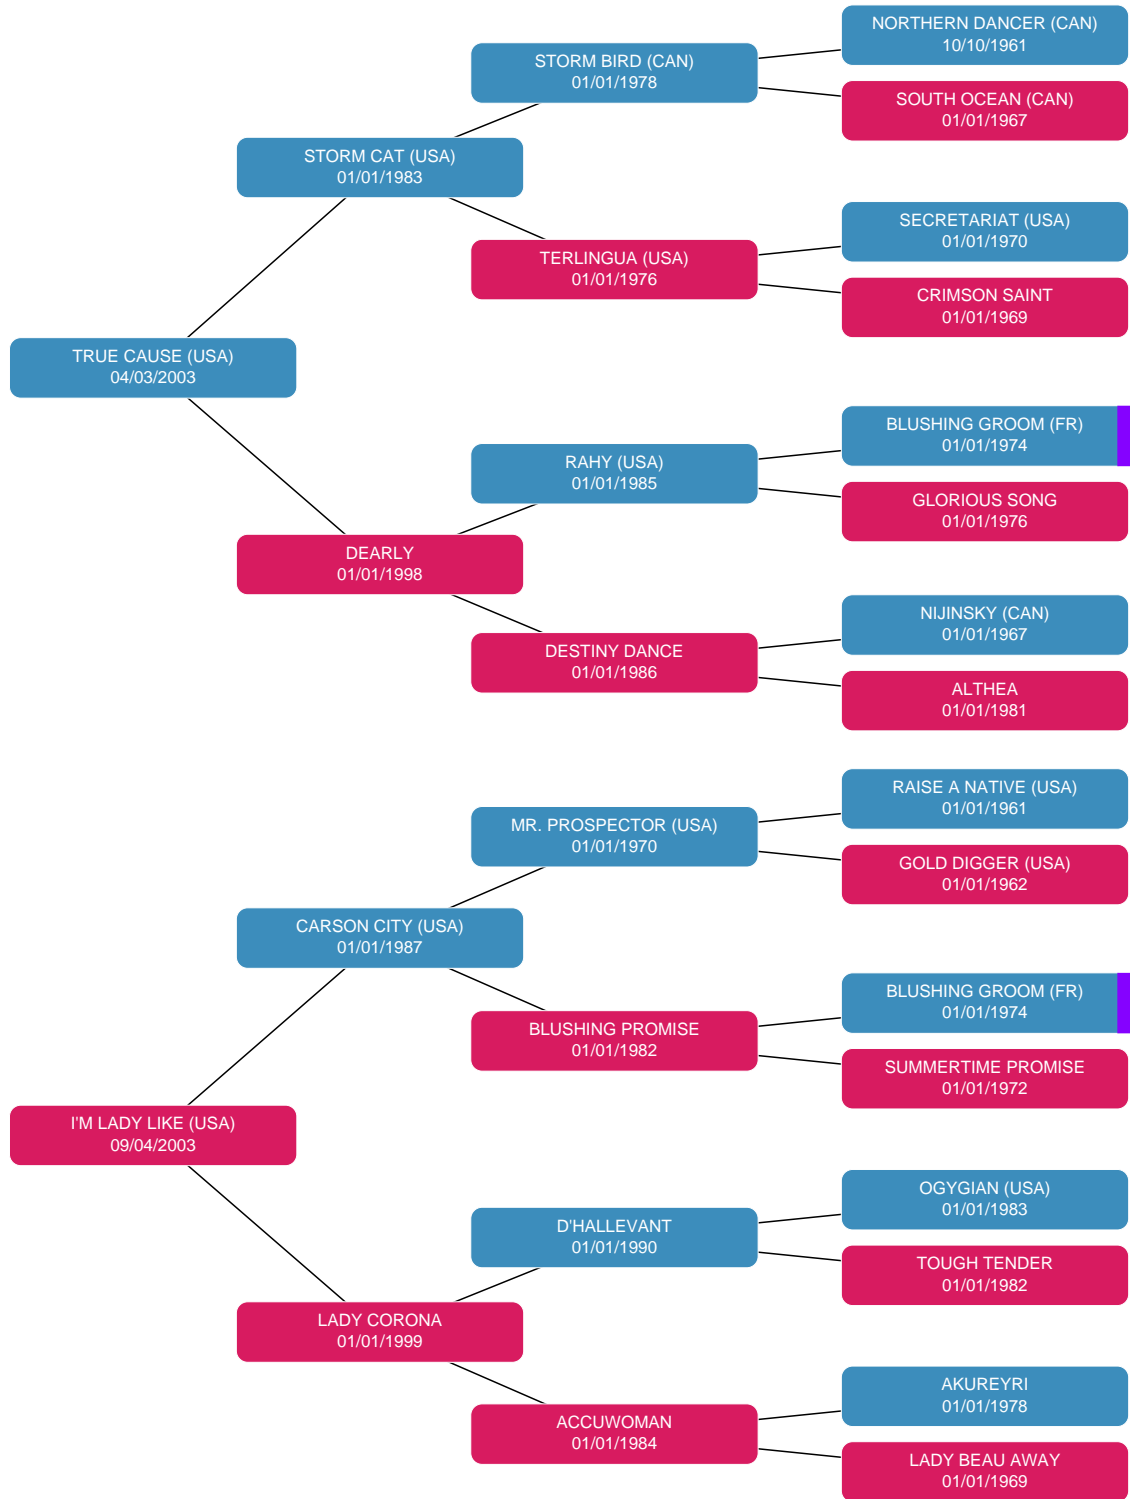 NORTHERN DANCER (CAN)
10/10/1961
STORM BIRD (CAN)
01/01/1978
SOUTH OCEAN (CAN)
01/01/1967
STORM CAT (USA)
01/01/1983
SECRETARIAT (USA)
01/01/1970
TERLINGUA (USA)
01/01/1976
CRIMSON SAINT
01/01/1969
TRUE CAUSE (USA)
04/03/2003
BLUSHING GROOM (FR)
01/01/1974
RAHY (USA)
01/01/1985
GLORIOUS SONG
01/01/1976
DEARLY
01/01/1998
NIJINSKY (CAN)
01/01/1967
DESTINY DANCE
01/01/1986
ALTHEA
01/01/1981
RAISE A NATIVE (USA)
01/01/1961
MR. PROSPECTOR (USA)
01/01/1970
GOLD DIGGER (USA)
01/01/1962
CARSON CITY (USA)
01/01/1987
BLUSHING GROOM (FR)
01/01/1974
BLUSHING PROMISE
01/01/1982
SUMMERTIME PROMISE
01/01/1972
I'M LADY LIKE (USA)
09/04/2003
OGYGIAN (USA)
01/01/1983
D'HALLEVANT
01/01/1990
TOUGH TENDER
01/01/1982
LADY CORONA
01/01/1999
AKUREYRI
01/01/1978
ACCUWOMAN
01/01/1984
LADY BEAU AWAY
01/01/1969